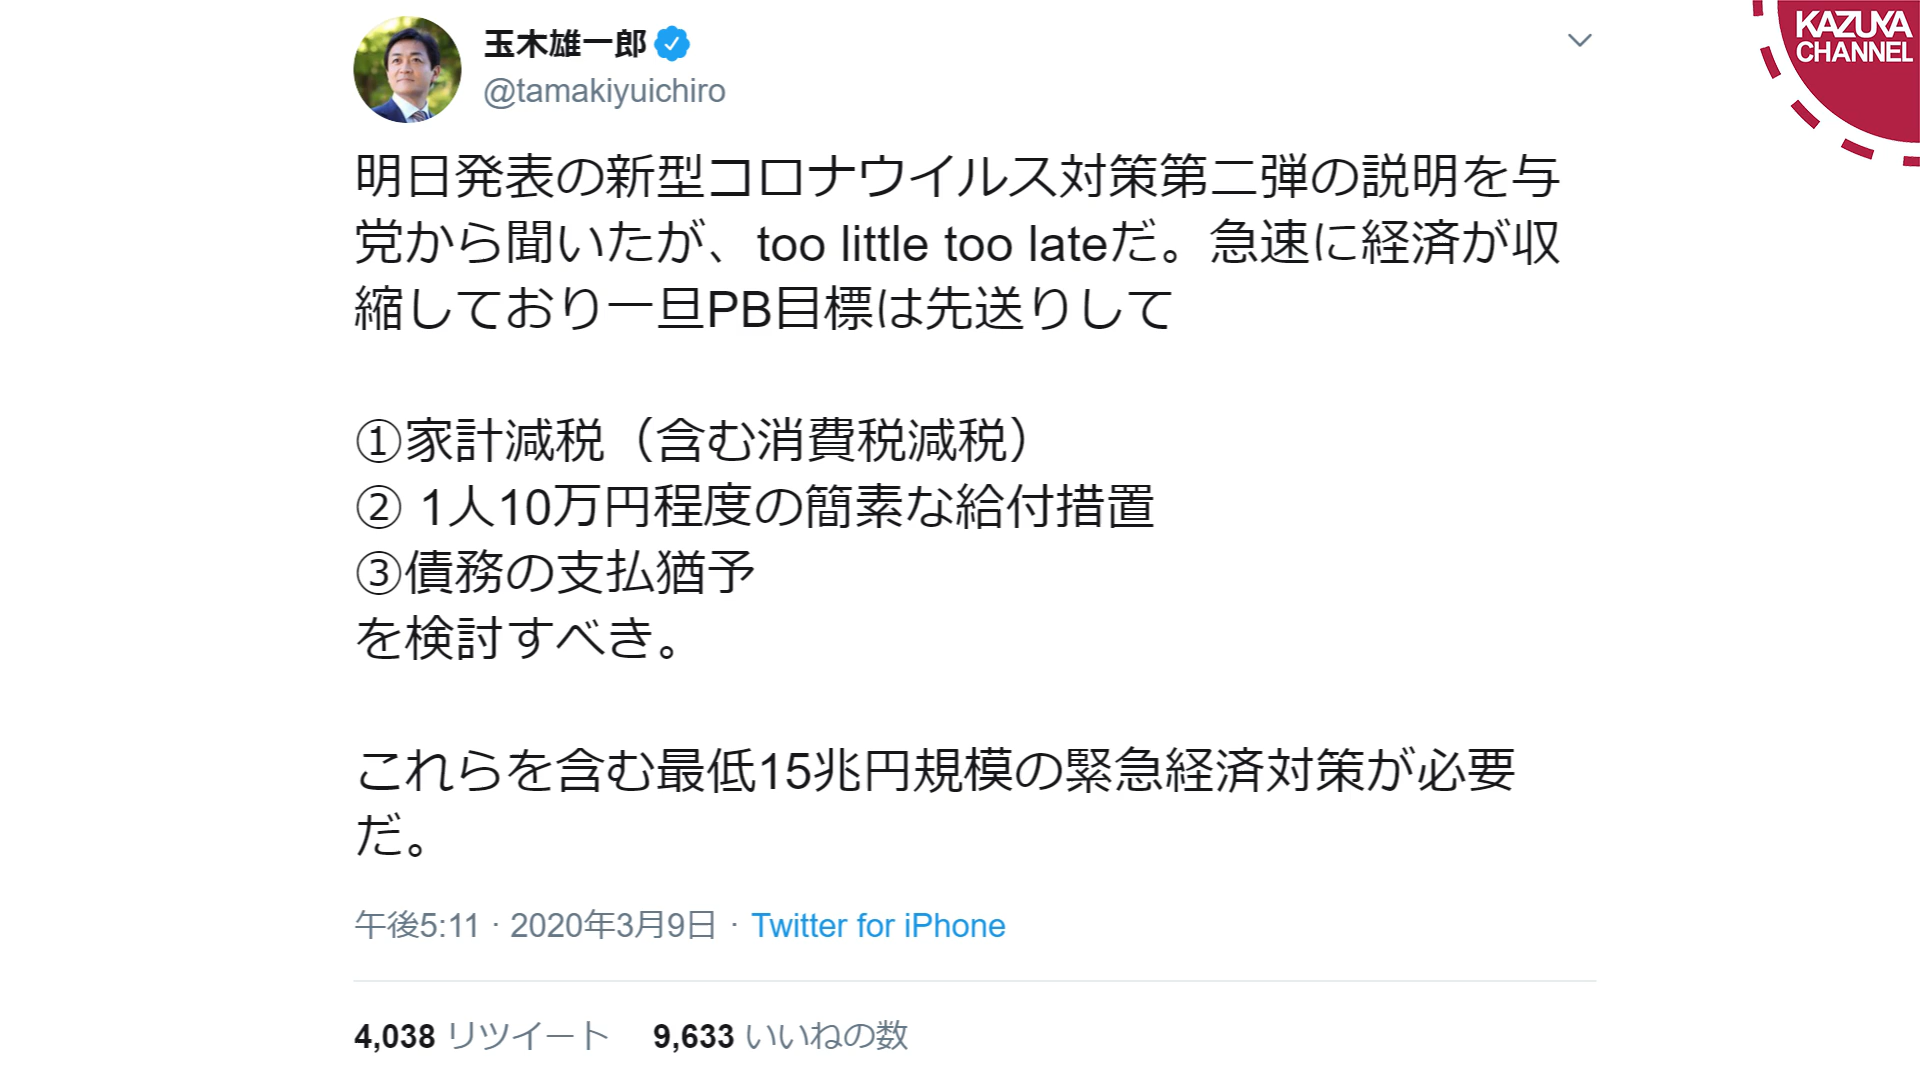 玉木雄一郎
@tamakiyuichiro
KAZUYA
CHANNEL
明日発表の新型コロナウイルス対策第二弾の説明を与
党から聞いたが、too little too lateだ。急速に経済が収
縮しており一旦PB目標は先送りして
①家計減税（含む消費税減税）
② 1人10万円程度の簡素な給付措置
③債務の支払猶予
を検討すべき。
これらを含む最低15兆円規模の緊急経済対策が必要
だ。
午後5:11 · 2020年3月9日 · Twitter for iPhone
4,038 リツイート 9,633 いいねの数